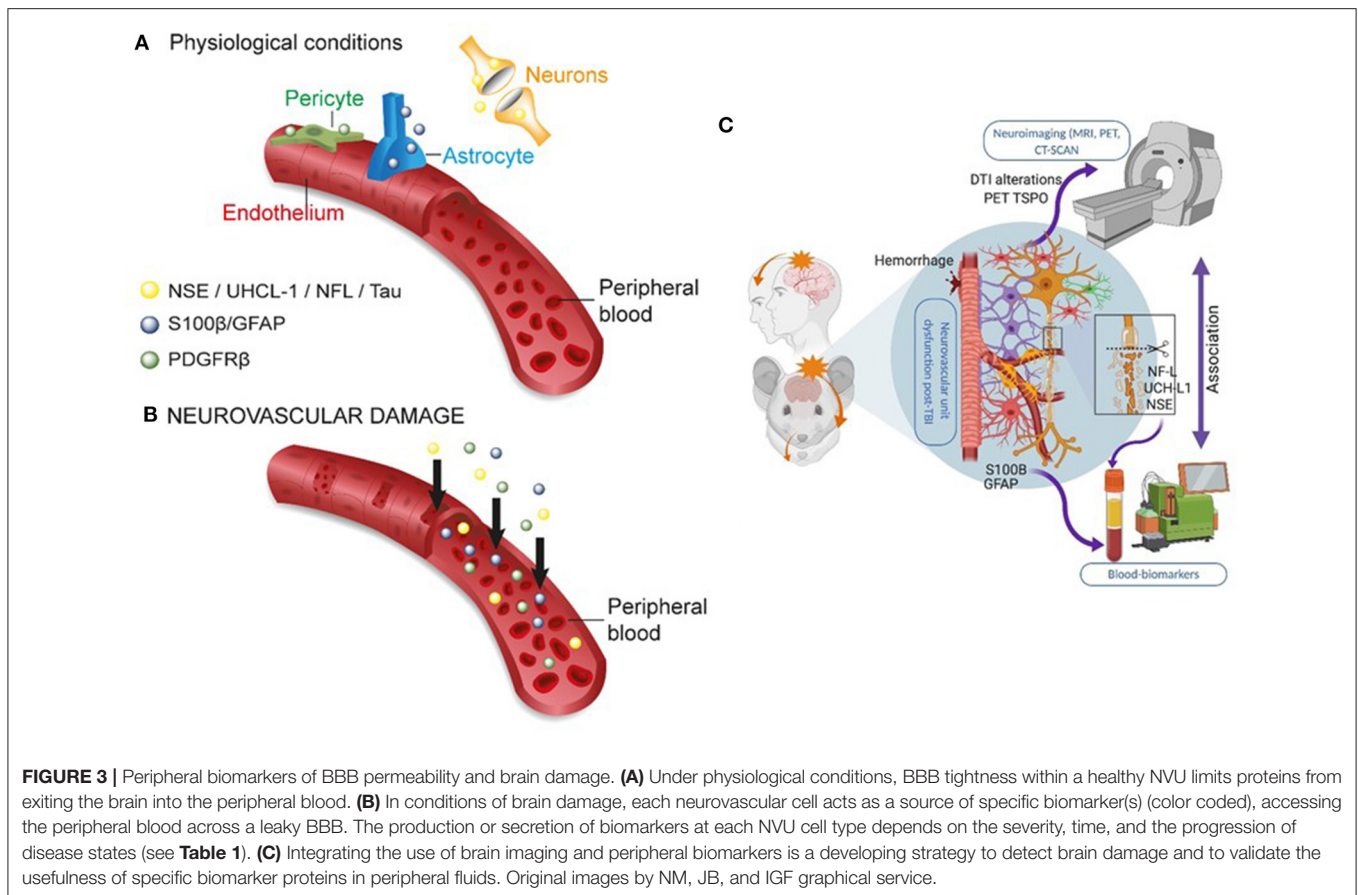 A Physiological conditions
Neurons
Pericyte
Astrocyte
Endothelium
NSE / UHCL-1 / NFL / Tau
S100β/GFAP
PDGFRβ
Peripheral
blood
B NEUROVASCULAR DAMAGE
Peripheral
blood
C
Neuroimaging (MRI, PET,
CT-SCAN
DTI alterations
PET TSPO
Hemorrhage
Neurovascular unit
dysfunction post-TBI
NF-L
UCH-L1
NSE
Association
S100B
GFAP
Blood-biomarkers
FIGURE 3 | Peripheral biomarkers of BBB permeability and brain damage. (A) Under physiological conditions, BBB tightness within a healthy NVU limits proteins from
exiting the brain into the peripheral blood. (B) In conditions of brain damage, each neurovascular cell acts as a source of specific biomarker(s) (color coded), accessing
the peripheral blood across a leaky BBB. The production or secretion of biomarkers at each NVU cell type depends on the severity, time, and the progression of
disease states (see Table 1). (C) Integrating the use of brain imaging and peripheral biomarkers is a developing strategy to detect brain damage and to validate the
usefulness of specific biomarker proteins in peripheral fluids. Original images by NM, JB, and IGF graphical service.